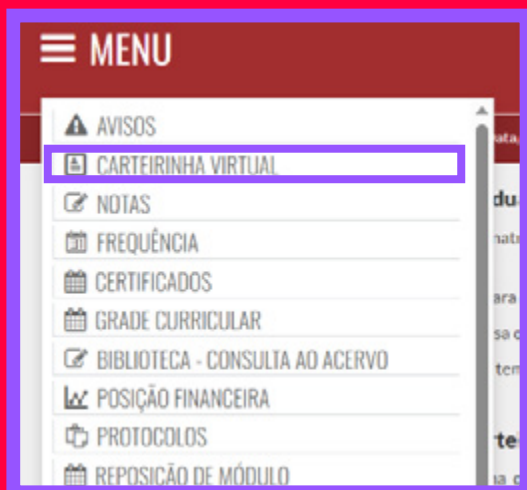 MENU
AVISOS
CARTEIRINHA VIRTUAL
NOTAS
FREQUÊNCIA
CERTIFICADOS
GRADE CURRICULAR
BIBLIOTECA - CONSULTA AO ACERVO
POSIÇÃO FINANCEIRA
PROTOCOLOS
REPOSIÇÃO DE MÓDULO